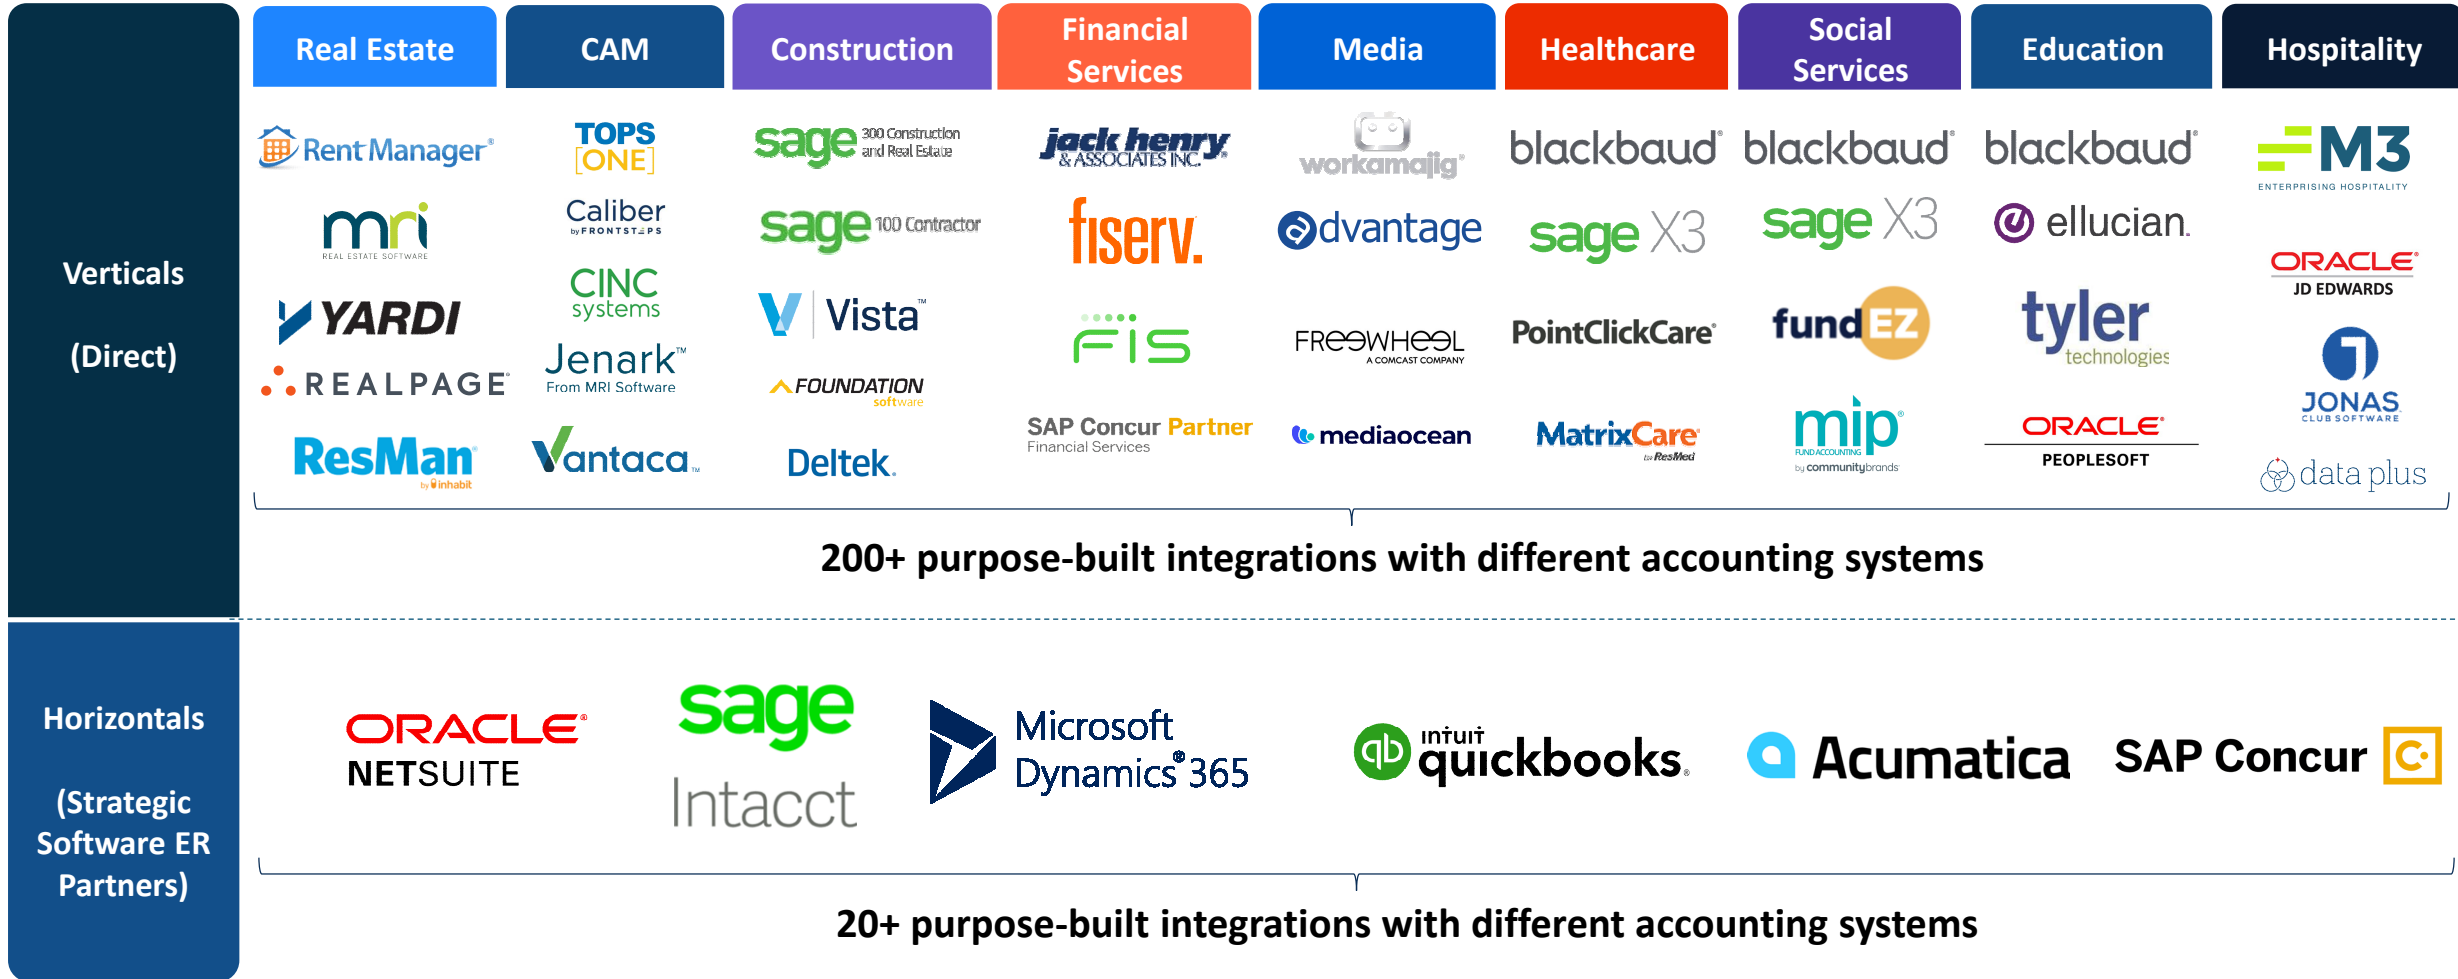 Real Estate
CAM
Construction
Financial
Services
Media
Healthcare
Social
Services
Education
Hospitality
Verticals
(Direct)
Rent Manager®
mri
REAL ESTATE SOFTWARE
YARDI
REALPAGE®
ResMan®
by inhabit
TOPS
[ONE]
Caliber
by FRONTSTEPS
CINC
systems
Jenark™
From MRI Software
Vantaca™
sage 300 Construction
and Real Estate
sage 100 Contractor
Vista™
FOUNDATION
software
Deltek.
jack henry
& ASSOCIATES INC.®
fiserv.
FIS
SAP Concur Partner
Financial Services
workamajig®
advantage
FREEWHEEL
A COMCAST COMPANY
mediaocean
blackbaud®
sage X3
PointClickCare®
MatrixCare®
by ResMed
blackbaud®
sage X3
fund EZ
mip®
FUND ACCOUNTING
by communitybrands
blackbaud®
ellucian.
tyler
technologies
ORACLE®
PEOPLESOFT
M3
ENTERPRISING HOSPITALITY
ORACLE®
JD EDWARDS
JONAS
CLUB SOFTWARE
data plus
200+ purpose-built integrations with different accounting systems
Horizontals
(Strategic
Software ER
Partners)
ORACLE®
NETSUITE
sage
Intacct
Microsoft
Dynamics® 365
qb
intuit
quickbooks.
Acumatica
SAP Concur C.
20+ purpose-built integrations with different accounting systems